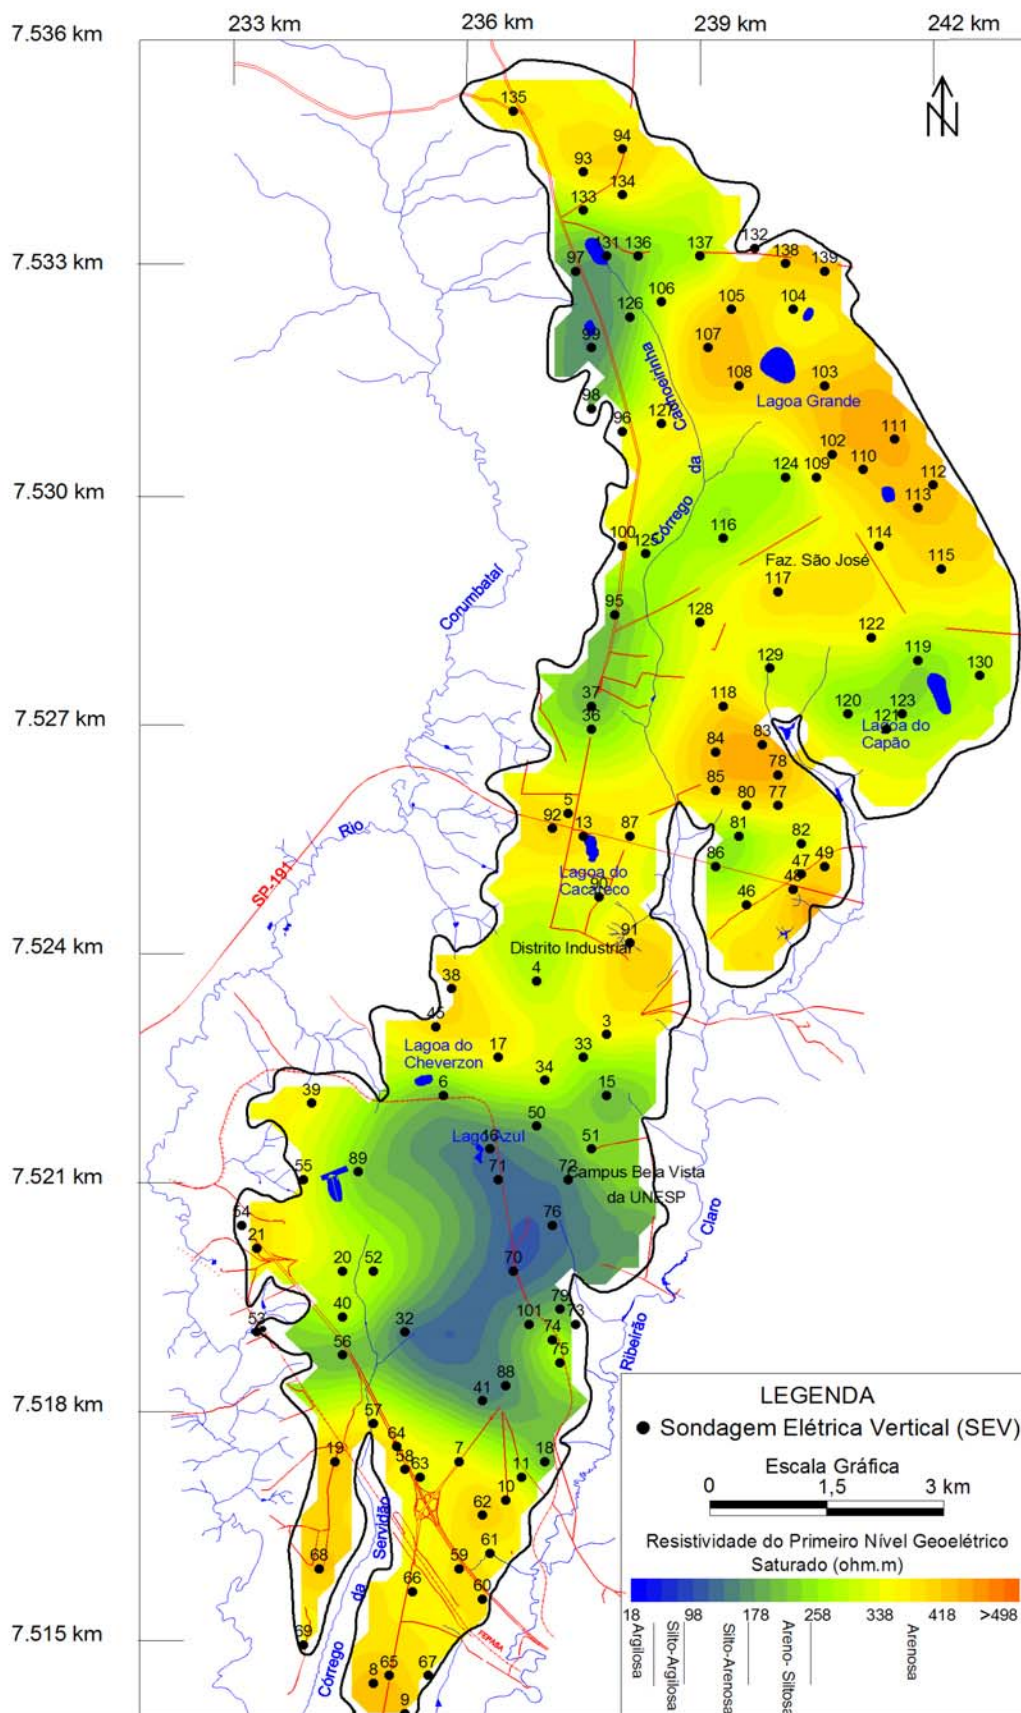 233 km 236 km 239 km 242 km
7.536 km
N
135
94
93
134
133
132
131 136 137 138
7.533 km
97 139
106
126 105 104
99 107
Cachoeirinha
108 103
98 Lagoa Grande
96 127 111
102
da 124 109 110
112
7.530 km
113
Córrego
116
100 125 114
Faz. São José
115
117
Corumbataí
95 128
122
129 119
130
37 118 120 123
7.527 km
36 121
Lagoa do
Capão
84 83
78
85 80 77
5
92 13 87 81
Rio
82
Lagoa do
Cacareco
86 47 49
SP-191
90 48
46
91
7.524 km
Distrito Industrial
4
38
45 3
Lagoa do
Cheverzon
17 33
34
6 15
39
50
Lago Azul
16 51
89
55 71 72
Campus Bela Vista
da UNESP
7.521 km
54 76
Claro
21
20 52 70
79
40 101 73
53 32 74
Ribeirão
56 75
88
41
7.518 km
57
64
19 58 63 7 11 18
10
62
Servidão
61
68 59
66 60
da
7.515 km
69
FEPASA
Córrego
8 65 67
9
LEGENDA
Sondagem Elétrica Vertical (SEV)
Escala Gráfica
0 1,5 3 km
Resistividade do Primeiro Nível Geoelétrico
Saturado (ohm.m)
18 98 178 258 338 418 >498
Argilosa
Silto-Argilosa
Silto-Arenosa
Areno- Siltosa
Arenosa